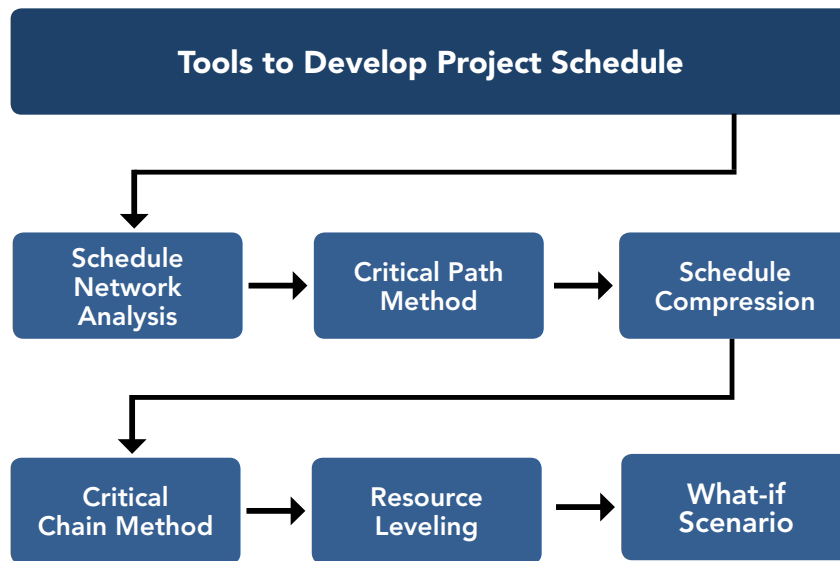 Tools to Develop Project Schedule
Schedule
Network
Analysis
Critical Path
Method
Schedule
Compression
Critical
Chain Method
Resource
Leveling
What-if
Scenario